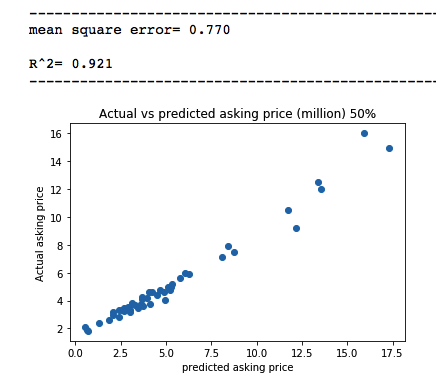 mean square error= 0.770
R^2= 0.921
Actual vs predicted asking price (million) 50%
16
14
12
10
8
6
4
2
Actual asking price
0.0 2.5 5.0 7.5 10.0 12.5 15.0 17.5
predicted asking price